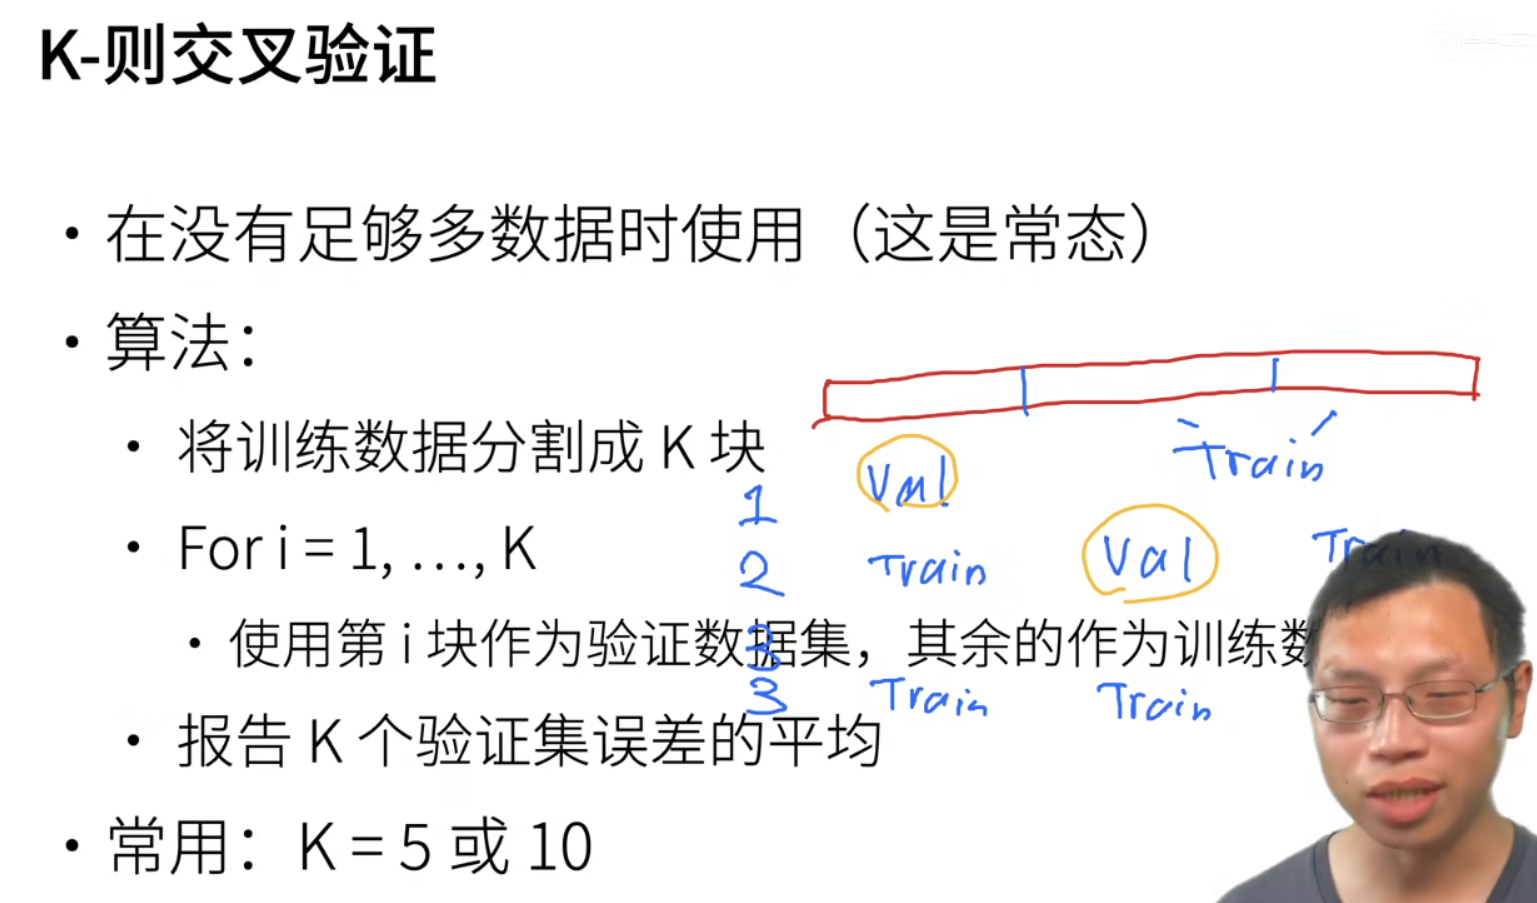 K-则交叉验证
• 在没有足够多数据时使用（这是常态）
• 算法：
• 将训练数据分割成 K 块
Val Train
1
• For i = 1, …, K
2 Train Val Train
• 使用第 i 块作为验证数据集，其余的作为训练数
3
3 Train Train
• 报告 K 个验证集误差的平均
• 常用：K = 5 或 10